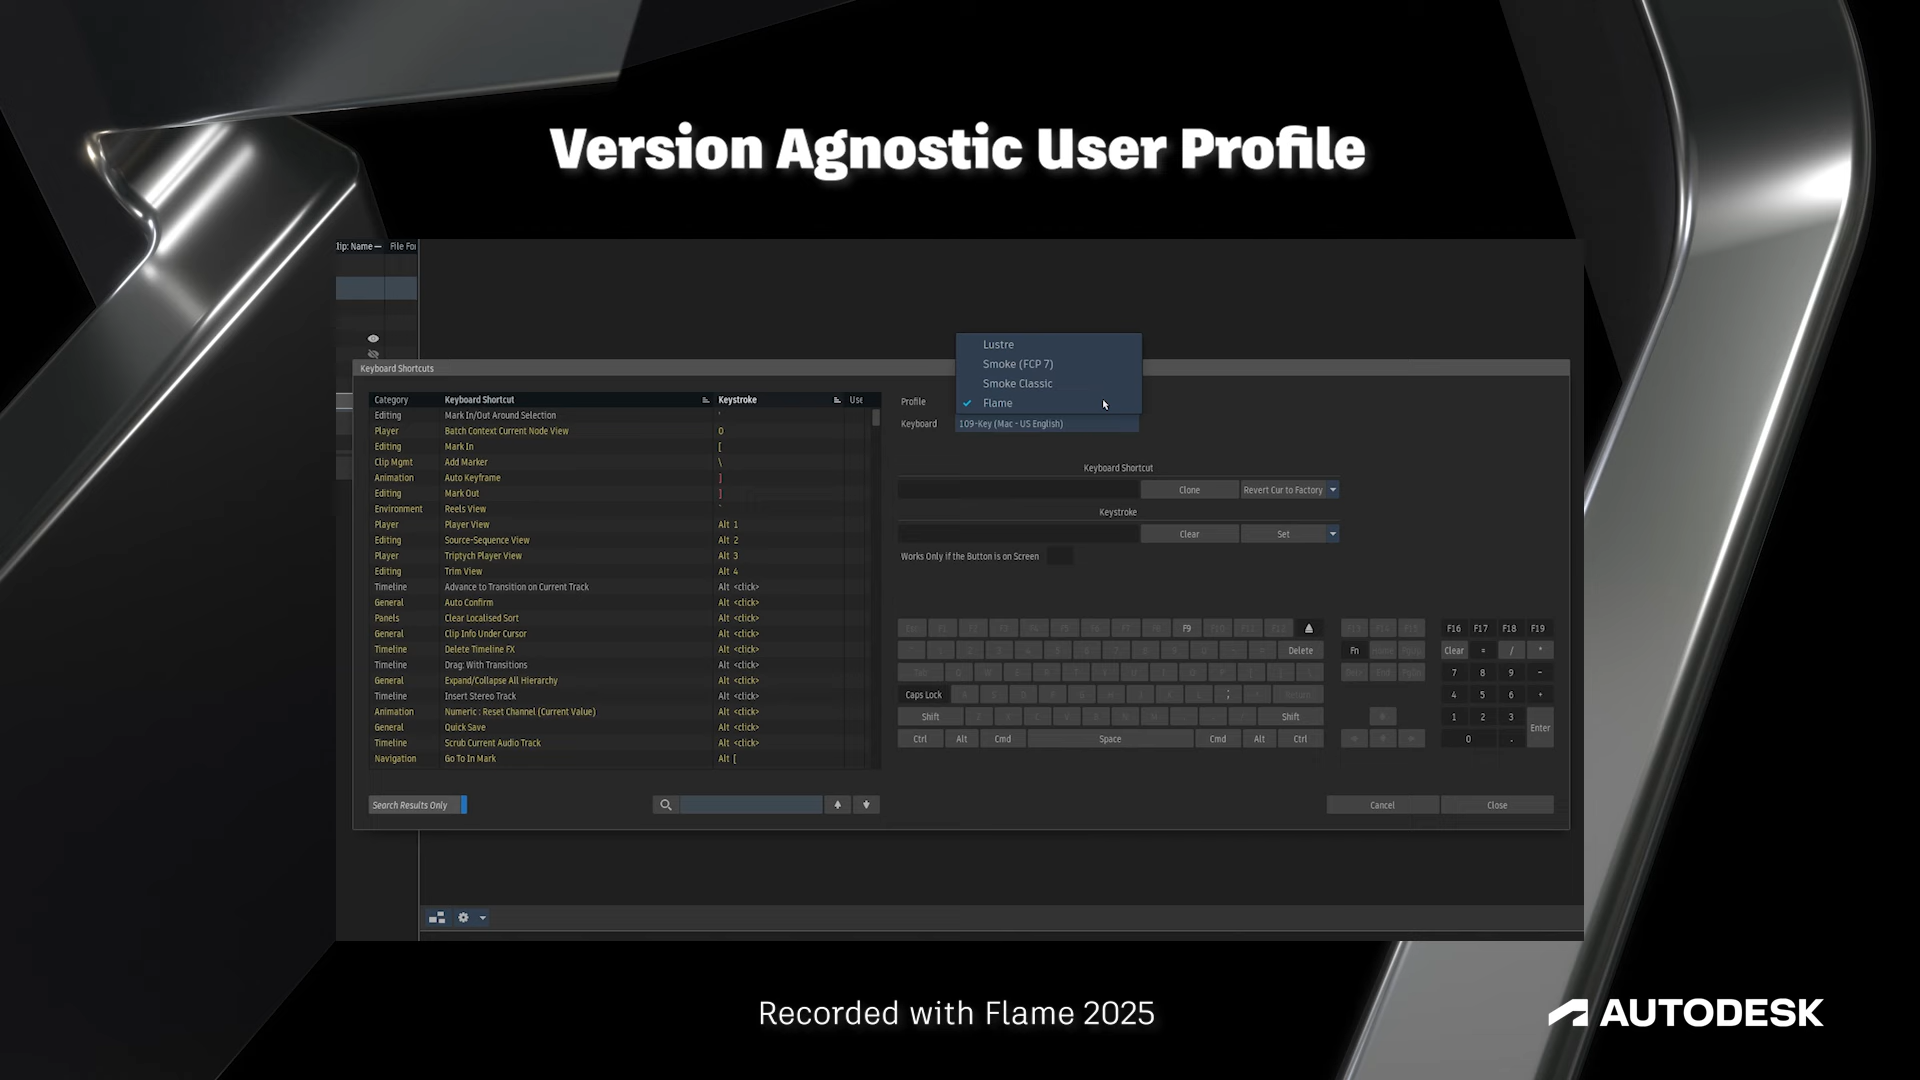 Version Agnostic User Profile
lip: Name
File For
Keyboard Shortcuts
Category Keyboard Shortcut Keystroke Use
Editing Mark In/Out Around Selection '
Player Batch Context Current Node View 0
Editing Mark In [
Clip Mgmt Add Marker \
Animation Auto Keyframe ]
Editing Mark Out ]
Environment Reels View `
Player Player View Alt 1
Editing Source-Sequence View Alt 2
Player Triptych Player View Alt 3
Editing Trim View Alt 4
Timeline Advance to Transition on Current Track Alt <click>
General Auto Confirm Alt <click>
Panels Clear Localised Sort Alt <click>
General Clip Info Under Cursor Alt <click>
Timeline Delete Timeline FX Alt <click>
Timeline Drag: With Transitions Alt <click>
General Expand/Collapse All Hierarchy Alt <click>
Timeline Insert Stereo Track Alt <click>
Animation Numeric : Reset Channel (Current Value) Alt <click>
General Quick Save Alt <click>
Timeline Scrub Current Audio Track Alt <click>
Navigation Go To In Mark Alt [
Search Results Only
Lustre
Smoke (FCP 7)
Smoke Classic
Flame
Profile
Keyboard 109-Key (Mac - US English)
Keyboard Shortcut
Clone Revert Cur to Factory
Keystroke
Clear Set
Works Only if the Button is on Screen
F9 F16 F17 F18 F19
Delete Fn Clear = / *
7 8 9 -
Caps Lock ; 4 5 6 +
Shift Shift 1 2 3 Enter
Ctrl Alt Cmd Space Cmd Alt Ctrl 0 .
Cancel Close
Recorded with Flame 2025
AUTODESK